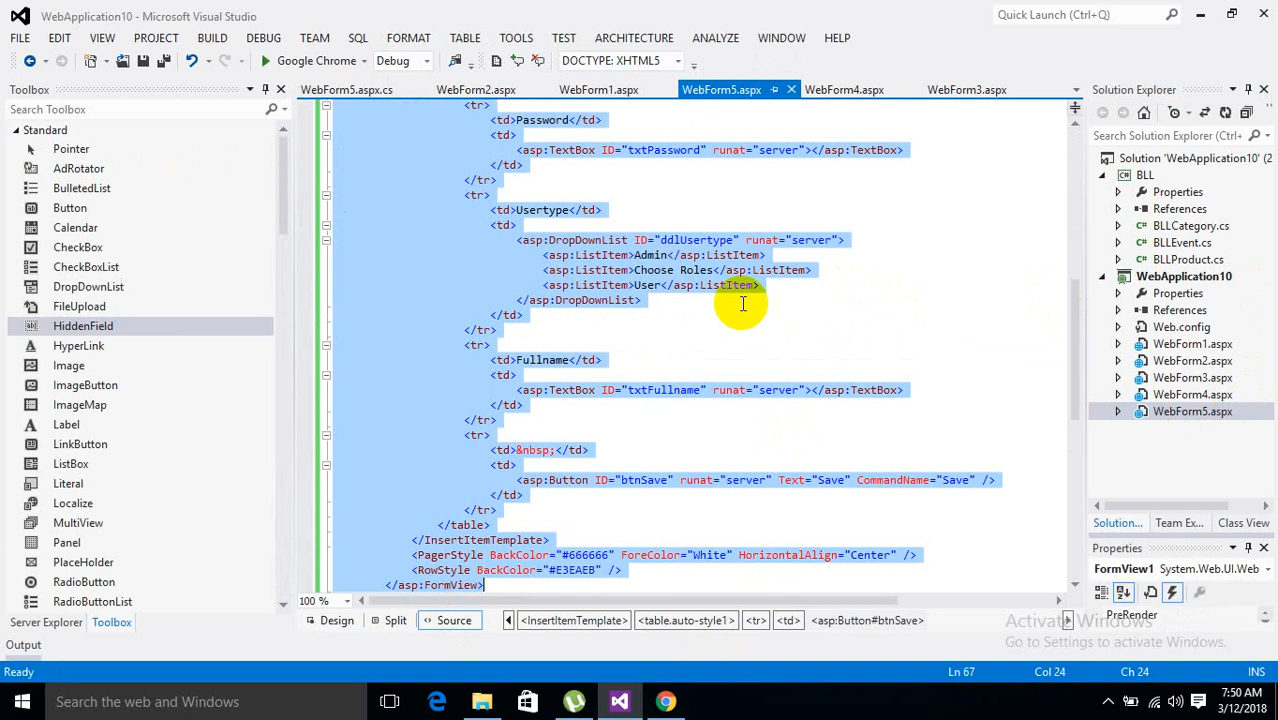 WebApplication10 - Microsoft Visual Studio
Quick Launch (Ctrl+Q)
FILE EDIT VIEW PROJECT BUILD DEBUG TEAM SQL FORMAT TABLE TOOLS TEST ARCHITECTURE ANALYZE WINDOW HELP
Google Chrome Debug DOCTYPE: XHTML5
Toolbox
WebForm5.aspx.cs WebForm2.aspx WebForm1.aspx WebForm5.aspx WebForm4.aspx WebForm3.aspx
Solution Explorer
Search Toolbox
Standard
Pointer
AdRotator
BulletedList
Button
Calendar
CheckBox
CheckBoxList
DropDownList
FileUpload
HiddenField
HyperLink
Image
ImageButton
ImageMap
Label
LinkButton
ListBox
Literal
Localize
MultiView
Panel
PlaceHolder
RadioButton
RadioButtonList
Server Explorer Toolbox
<tr>
<td>Password</td>
<td>
<asp:TextBox ID="txtPassword" runat="server"></asp:TextBox>
</td>
</tr>
<tr>
<td>Usertype</td>
<td>
<asp:DropDownList ID="ddlUsertype" runat="server">
<asp:ListItem>Admin</asp:ListItem>
<asp:ListItem>Choose Roles</asp:ListItem>
<asp:ListItem>User</asp:ListItem>
</asp:DropDownList>
</td>
</tr>
<tr>
<td>Fullname</td>
<td>
<asp:TextBox ID="txtFullname" runat="server"></asp:TextBox>
</td>
</tr>
<tr>
<td>&nbsp;</td>
<td>
<asp:Button ID="btnSave" runat="server" Text="Save" CommandName="Save" />
</td>
</tr>
</table>
</InsertItemTemplate>
<PagerStyle BackColor="#666666" ForeColor="White" HorizontalAlign="Center" />
<RowStyle BackColor="#E3EAEB" />
</asp:FormView>
100 %
Design Split Source <InsertItemTemplate> <table.auto-style1> <tr> <td> <asp:Button#btnSave>
Search Solution Explorer
Solution 'WebApplication10' (2
BLL
Properties
References
BLLCategory.cs
BLLEvent.cs
BLLProduct.cs
WebApplication10
Properties
References
Web.config
WebForm1.aspx
WebForm2.aspx
WebForm3.aspx
WebForm4.aspx
WebForm5.aspx
Solution... Team Ex... Class View
Properties
FormView1 System.Web.UI.Web
PreRender
Activate Windows
Go to Settings to activate Windows.
Output
Ready Ln 67 Col 24 Ch 24 INS
Search the web and Windows
7:50 AM
3/12/2018